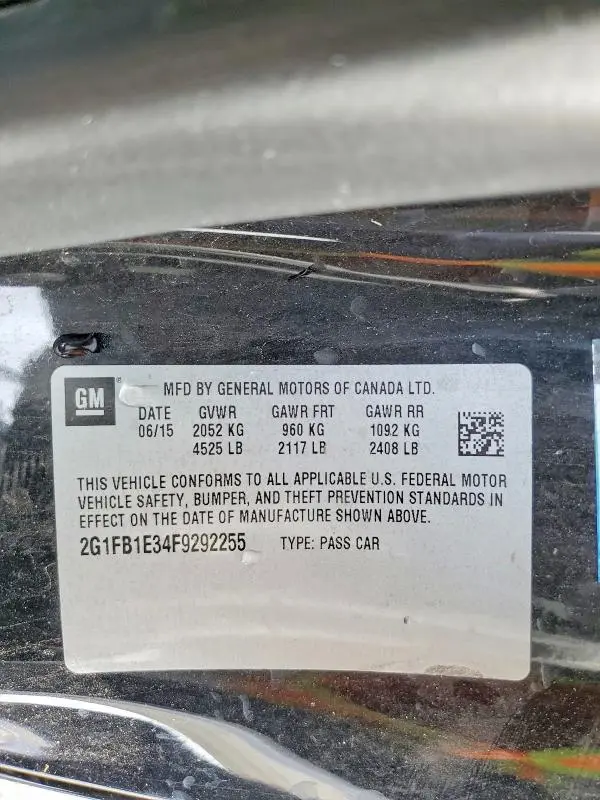 GM ® MFD BY GENERAL MOTORS OF CANADA LTD.
DATE GVWR GAWR FRT GAWR RR
06/15 2052 KG 960 KG 1092 KG
4525 LB 2117 LB 2408 LB
THIS VEHICLE CONFORMS TO ALL APPLICABLE U.S. FEDERAL MOTOR
VEHICLE SAFETY, BUMPER, AND THEFT PREVENTION STANDARDS IN
EFFECT ON THE DATE OF MANUFACTURE SHOWN ABOVE.
2G1FB1E34F9292255 TYPE: PASS CAR